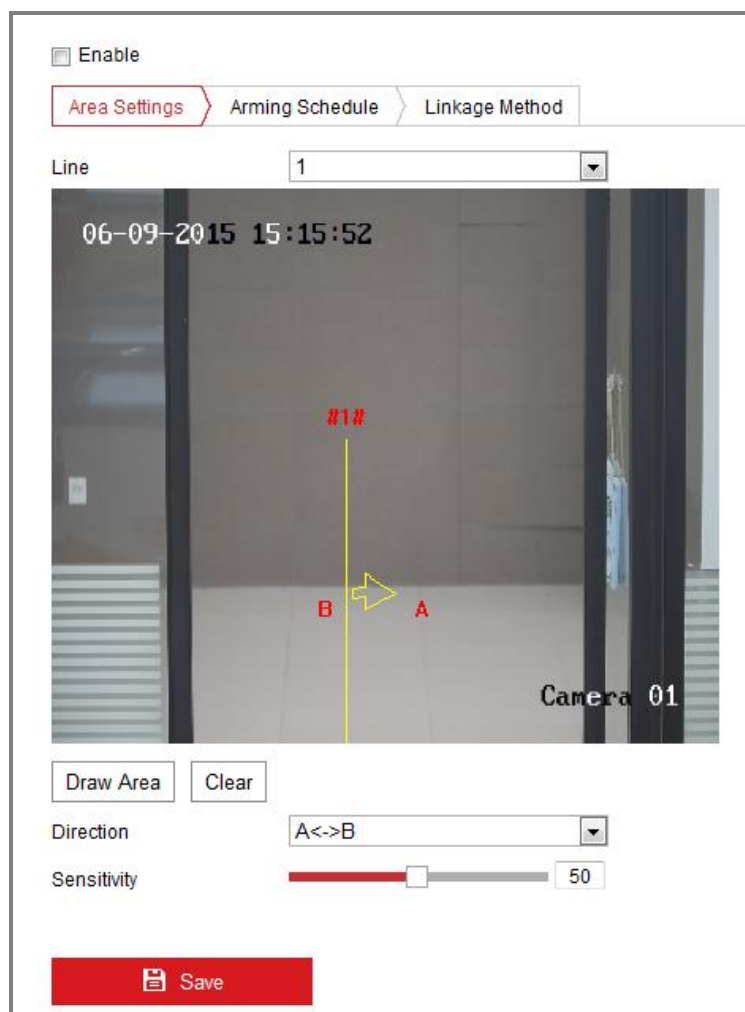 Enable
Area Settings Arming Schedule Linkage Method
Line 1
06-09-2015 15:15:52
#1#
B A
Camera 01
Draw Area Clear
Direction A<->B
Sensitivity 50
Save